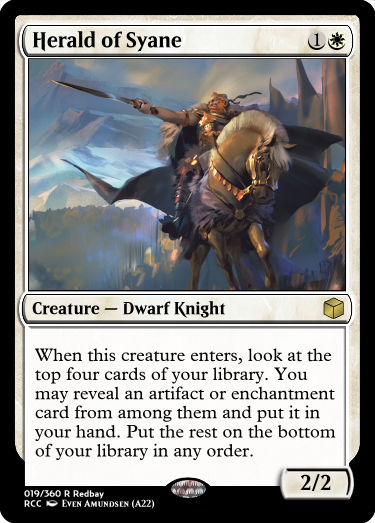 Herald of Syane 1
Creature — Dwarf Knight
When this creature enters, look at the
top four cards of your library. You
may reveal an artifact or enchantment
card from among them and put it in
your hand. Put the rest on the bottom
of your library in any order.
2/2
019/360 R Redbay
RCC Even Amundsen (A22)